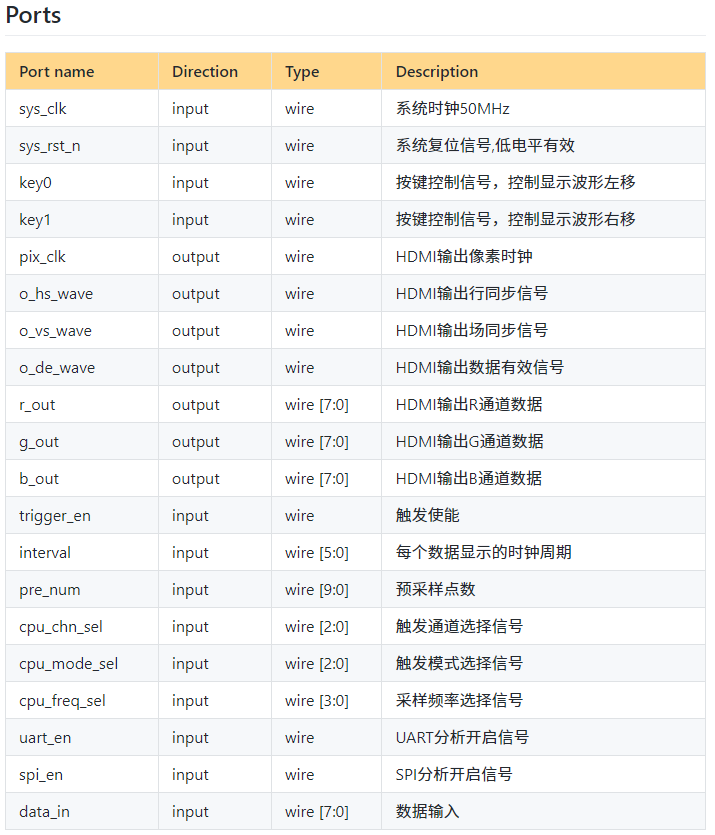 Ports
Port name Direction Type Description
sys_clk input wire 系统时钟50MHz
sys_rst_n input wire 系统复位信号,低电平有效
key0 input wire 按键控制信号，控制显示波形左移
key1 input wire 按键控制信号，控制显示波形右移
pix_clk output wire HDMI输出像素时钟
o_hs_wave output wire HDMI输出行同步信号
o_vs_wave output wire HDMI输出场同步信号
o_de_wave output wire HDMI输出数据有效信号
r_out output wire [7:0] HDMI输出R通道数据
g_out output wire [7:0] HDMI输出G通道数据
b_out output wire [7:0] HDMI输出B通道数据
trigger_en input wire 触发使能
interval input wire [5:0] 每个数据显示的时钟周期
pre_num input wire [9:0] 预采样点数
cpu_chn_sel input wire [2:0] 触发通道选择信号
cpu_mode_sel input wire [2:0] 触发模式选择信号
cpu_freq_sel input wire [3:0] 采样频率选择信号
uart_en input wire UART分析开启信号
spi_en input wire SPI分析开启信号
data_in input wire [7:0] 数据输入